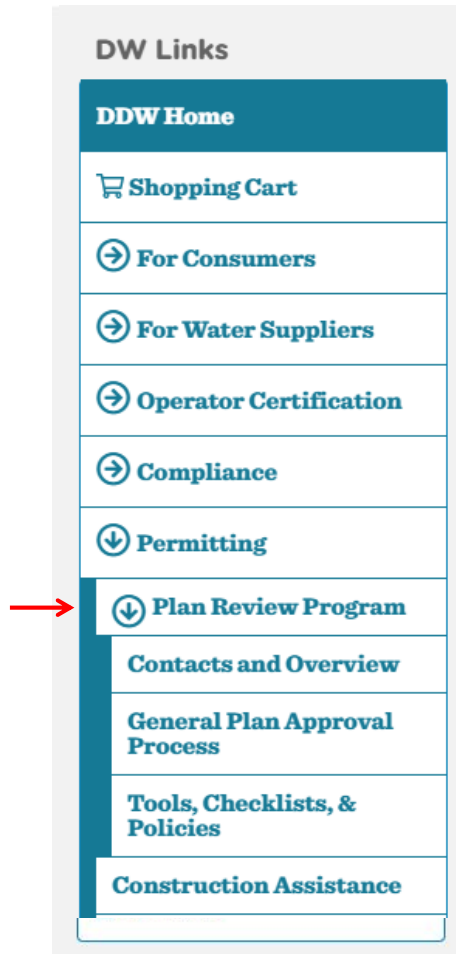 DW Links
DDW Home
Shopping Cart
For Consumers
For Water Suppliers
Operator Certification
Compliance
Permitting
Plan Review Program
Contacts and Overview
General Plan Approval
Process
Tools, Checklists, &
Policies
Construction Assistance